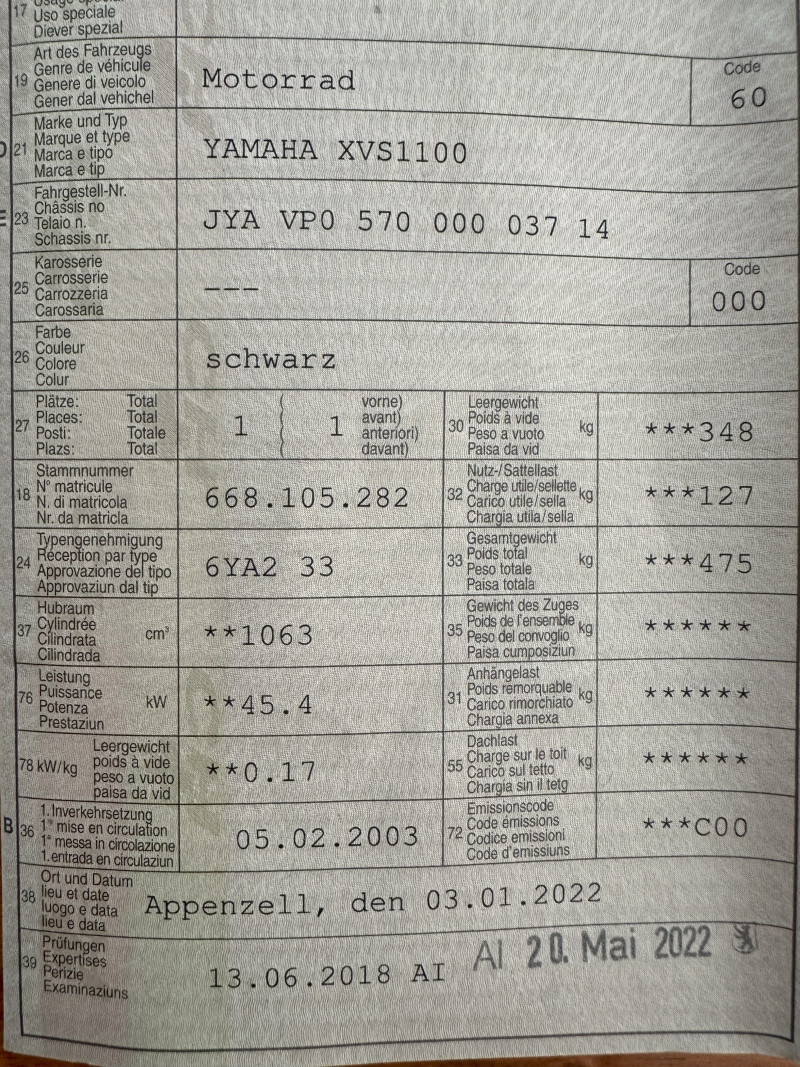 17 Uso speciale
Diever spezial
19 Art des Fahrzeugs
Genre de véhicule
Genere di veicolo
Gener dal vehichel
Motorrad
Code
60
21 Marke und Typ
Marque et type
Marca e tipo
Marca e tip
YAMAHA XVS1100
E 23 Fahrgestell-Nr.
Châssis no
Telaio n.
Schassis nr.
JYA VP0 570 000 037 14
25 Karosserie
Carrosserie
Carrozzeria
Carossaria
---
Code
000
26 Farbe
Couleur
Colore
Colur
schwarz
27 Plätze: Total
Places: Total
Posti: Totale
Plazs: Total
1 ( 1 vorne)
avant)
anteriori)
davant)
30 Leergewicht
Poids à vide
Peso a vuoto
Paisa da vid
kg
***348
18 Stammnummer
N° matricule
N. di matricola
Nr. da matricla
668.105.282
32 Nutz-/Sattellast
Charge utile/sellette
Carico utile/sella
Chargia utila/sella
kg
***127
24 Typengenehmigung
Réception par type
Approvazione del tipo
Approvaziun dal tip
6YA2 33
33 Gesamtgewicht
Poids total
Peso totale
Paisa totala
kg
***475
37 Hubraum
Cylindrée
Cilindrata
Cilindrada
cm³
**1063
35 Gewicht des Zuges
Poids de l'ensemble
Peso del convoglio
Paisa cumposiziun
kg
******
76 Leistung
Puissance
Potenza
Prestaziun
kW
**45.4
31 Anhängelast
Poids remorquable
Carico rimorchiato
Chargia annexa
kg
******
78 kW/kg
Leergewicht
poids à vide
peso a vuoto
paisa da vid
**0.17
55 Dachlast
Charge sur le toit
Carico sul tetto
Chargia sin il tetg
kg
******
B 36 1. Inverkehrsetzung
1re mise en circulation
1a messa in circolazione
1. entrada en circulaziun
05.02.2003
72 Emissionscode
Code émissions
Codice emissioni
Code d'emissiuns
***C00
38 Ort und Datum
lieu et date
luogo e data
lieu e data
Appenzell, den 03.01.2022
39 Prüfungen
Expertises
Perizie
Examinaziuns
13.06.2018 AI
AI 20. Mai 2022